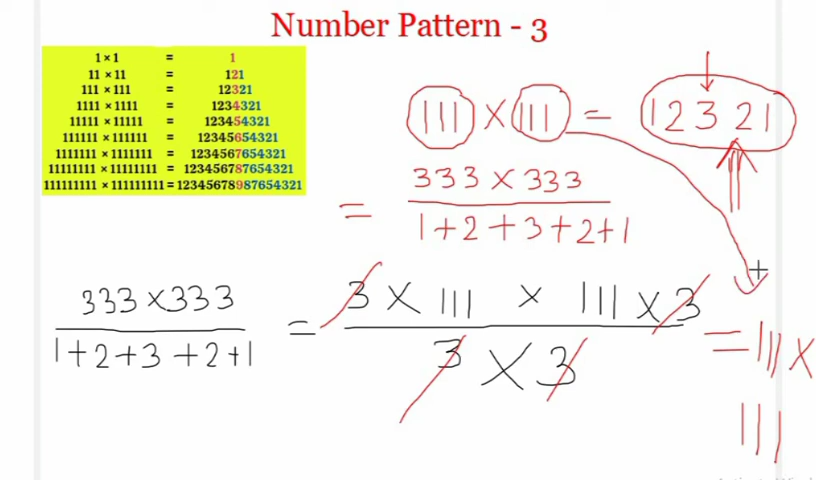 Number Pattern - 3
1 × 1 = 1
11 × 11 = 121
111 × 111 = 12321
1111 × 1111 = 1234321
11111 × 11111 = 123454321
111111 × 111111 = 12345654321
1111111 × 1111111 = 1234567654321
11111111 × 11111111 = 123456787654321
111111111 × 111111111 = 12345678987654321
111 × 111 = 12321
= 333 × 333
1+2+3+2+1
333 × 333 = 3 × 111 × 111 × 3 = 111 ×
1+2+3+2+1 3 × 3 111